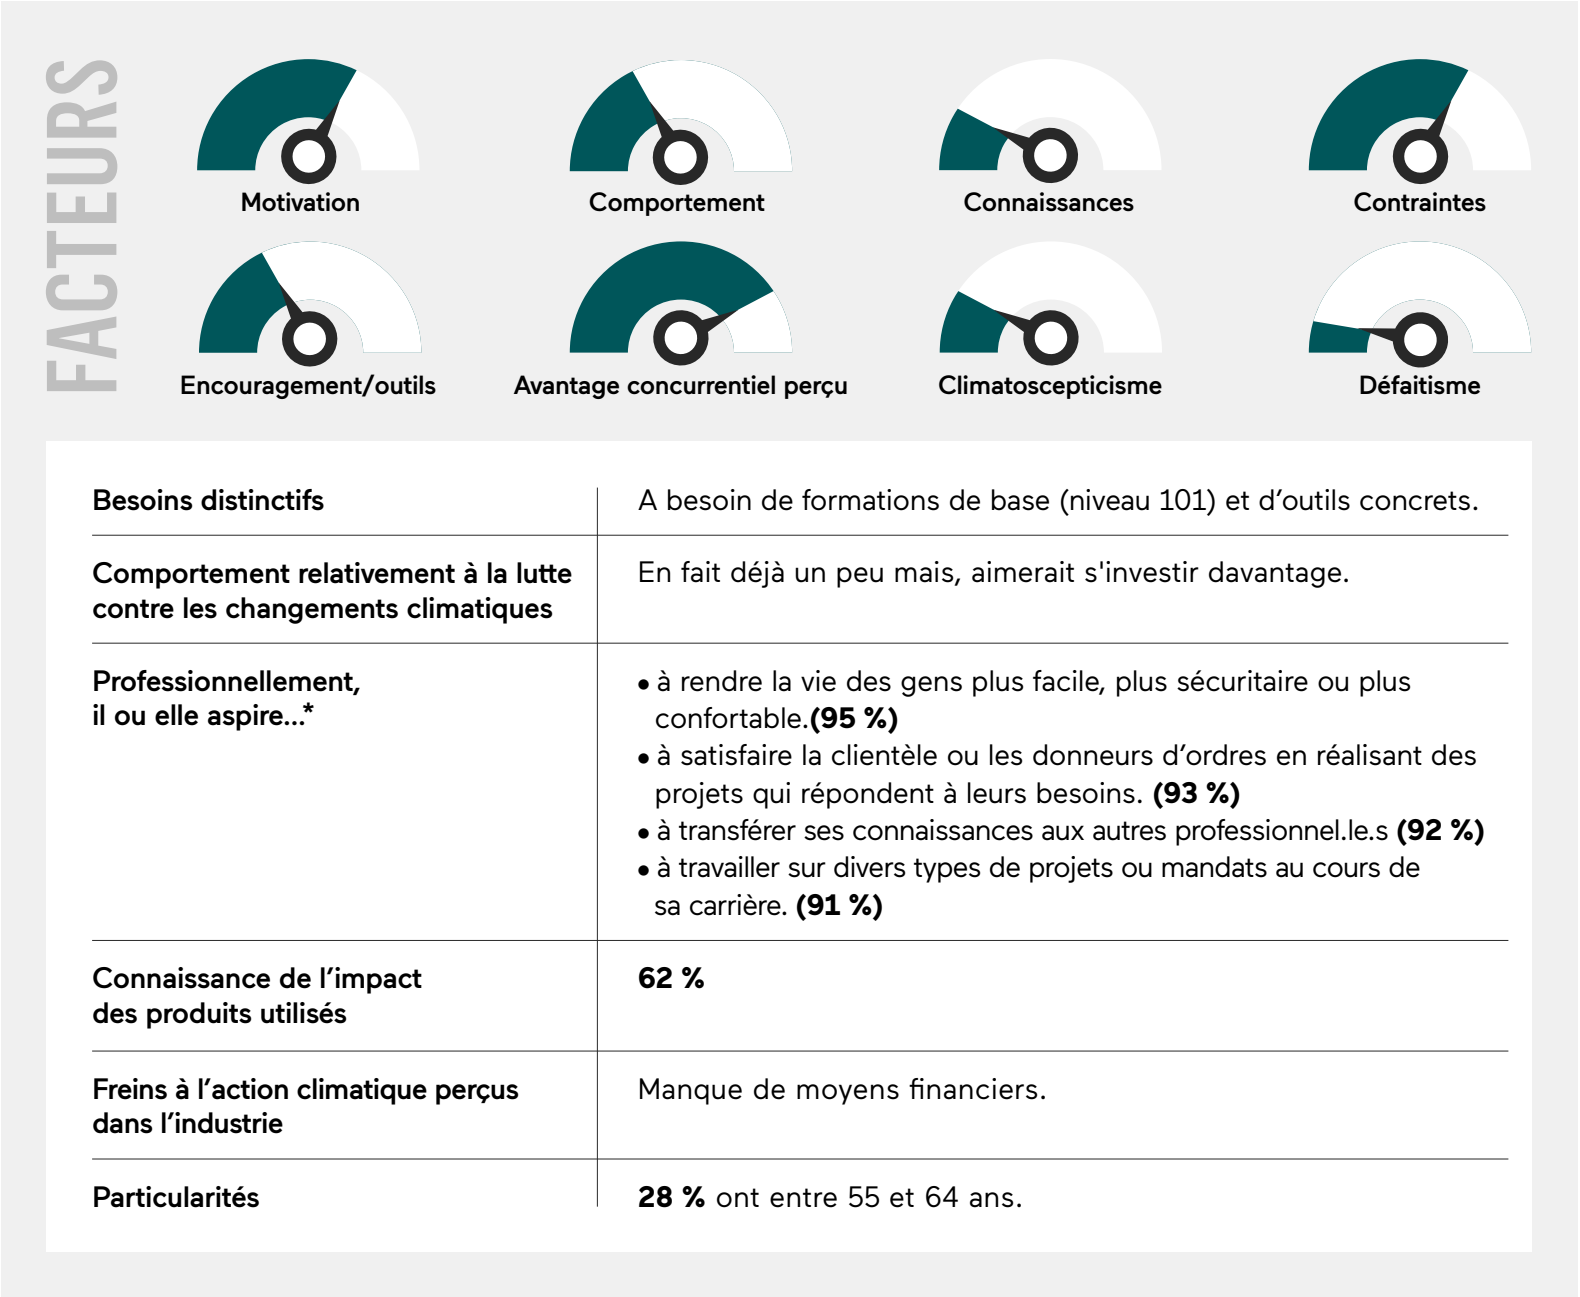 FACTEURS
Motivation
Comportement
Connaissances
Contraintes
Encouragement/outils
Avantage concurrentiel perçu
Climatoscepticisme
Défaitisme
Besoins distinctifs
A besoin de formations de base (niveau 101) et d’outils concrets.
Comportement relativement à la lutte
contre les changements climatiques
En fait déjà un peu mais, aimerait s'investir davantage.
Professionnellement,
il ou elle aspire...*
• à rendre la vie des gens plus facile, plus sécuritaire ou plus
confortable.(95 %)
• à satisfaire la clientèle ou les donneurs d’ordres en réalisant des
projets qui répondent à leurs besoins. (93 %)
• à transférer ses connaissances aux autres professionnel.le.s (92 %)
• à travailler sur divers types de projets ou mandats au cours de
sa carrière. (91 %)
Connaissance de l’impact
des produits utilisés
62 %
Freins à l’action climatique perçus
dans l’industrie
Manque de moyens financiers.
Particularités
28 % ont entre 55 et 64 ans.